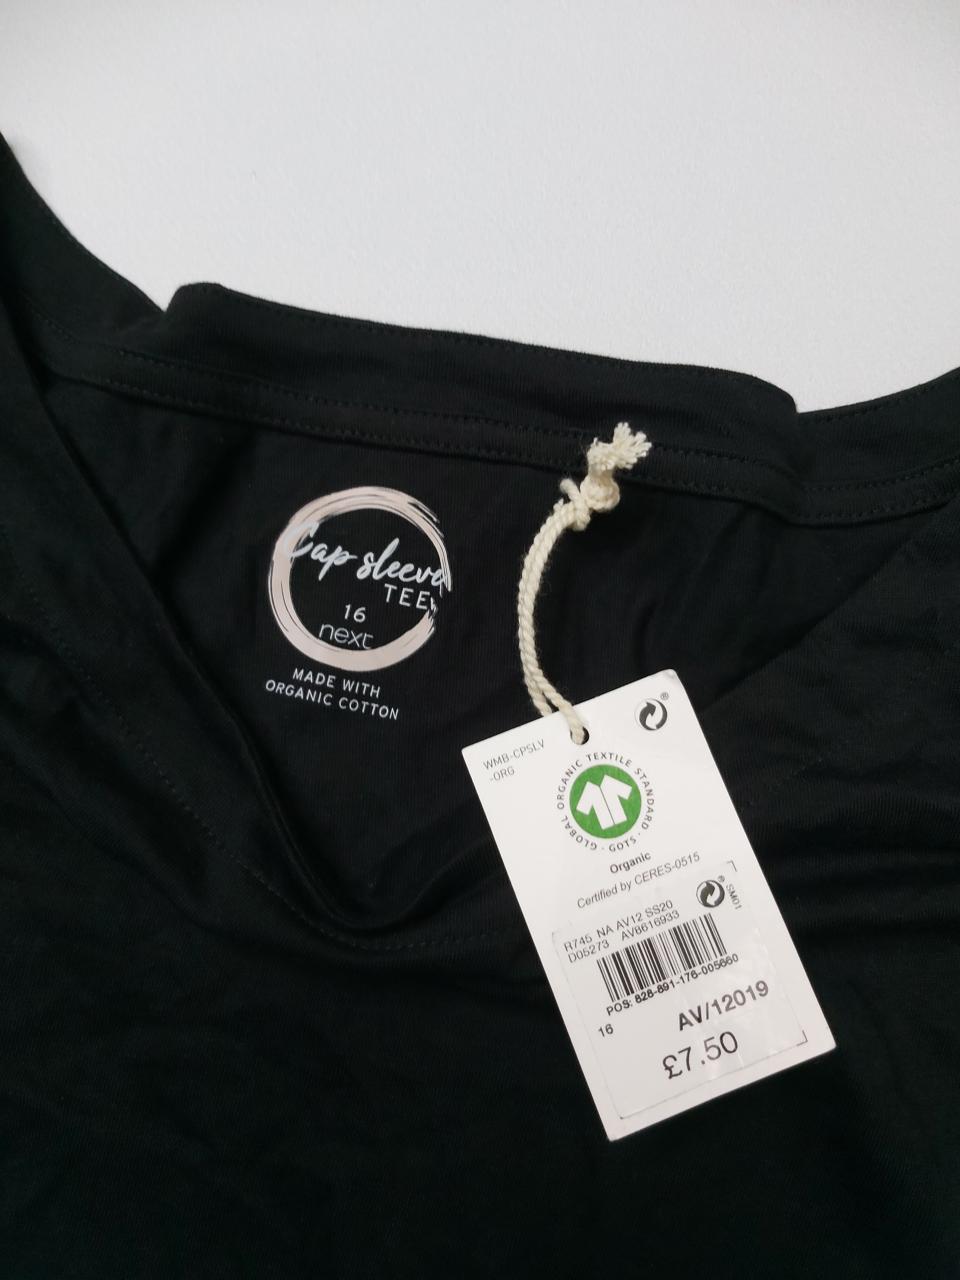 Cap sleeve
TEE
16
next
MADE WITH
ORGANIC COTTON
®
WMB-CPSLV
-ORG
GLOBAL ORGANIC TEXTILE STANDARD · GOTS ·
Organic
Certified by CERES-0515
® SM01
R745 NA AV12 SS20
D05273 AV8616933
POS: 828-891-176-005660
16 AV/12019
£7.50